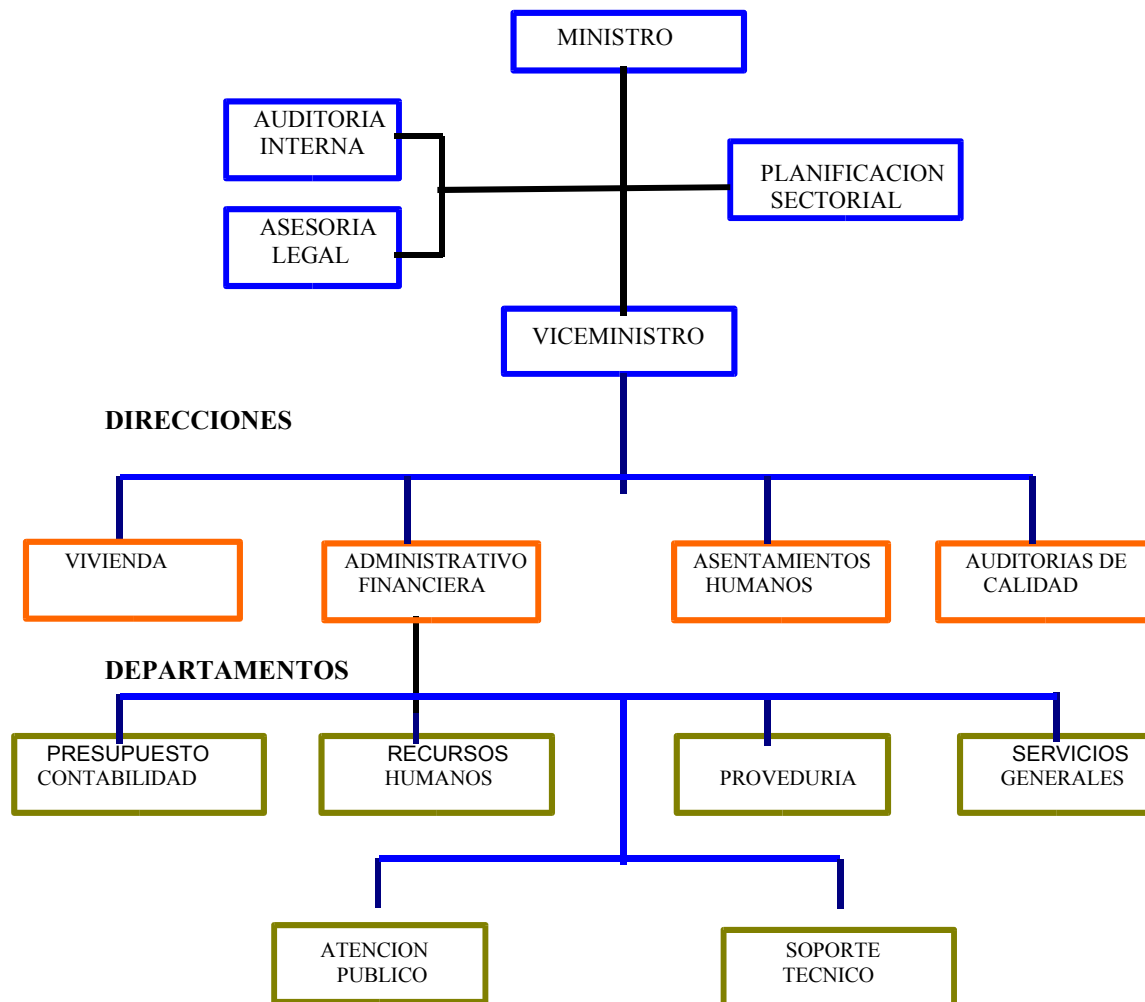 MINISTRO
AUDITORIA
INTERNA
PLANIFICACION
SECTORIAL
ASESORIA
LEGAL
VICEMINISTRO
DIRECCIONES
VIVIENDA
ADMINISTRATIVO
FINANCIERA
ASENTAMIENTOS
HUMANOS
AUDITORIAS DE
CALIDAD
DEPARTAMENTOS
PRESUPUESTO
CONTABILIDAD
RECURSOS
HUMANOS
PROVEDURIA
SERVICIOS
GENERALES
ATENCION
PUBLICO
SOPORTE
TECNICO